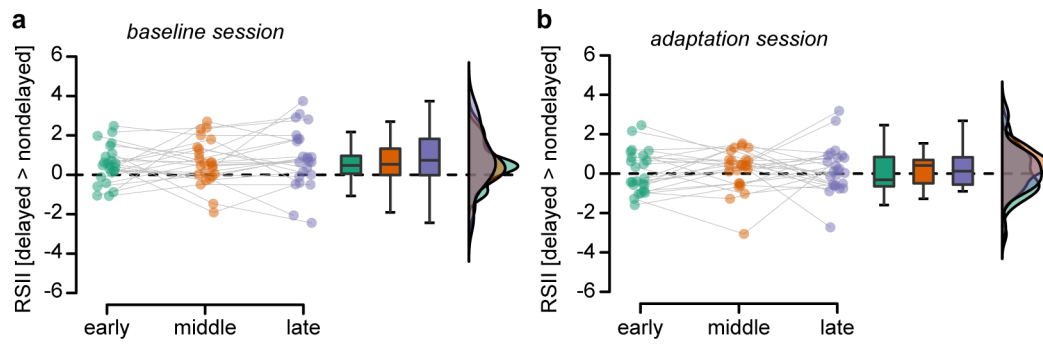 a
baseline session
RSII [delayed > nondelayed]
6
4
2
0
-2
-4
-6
early middle late
b
adaptation session
RSII [delayed > nondelayed]
6
4
2
0
-2
-4
-6
early middle late